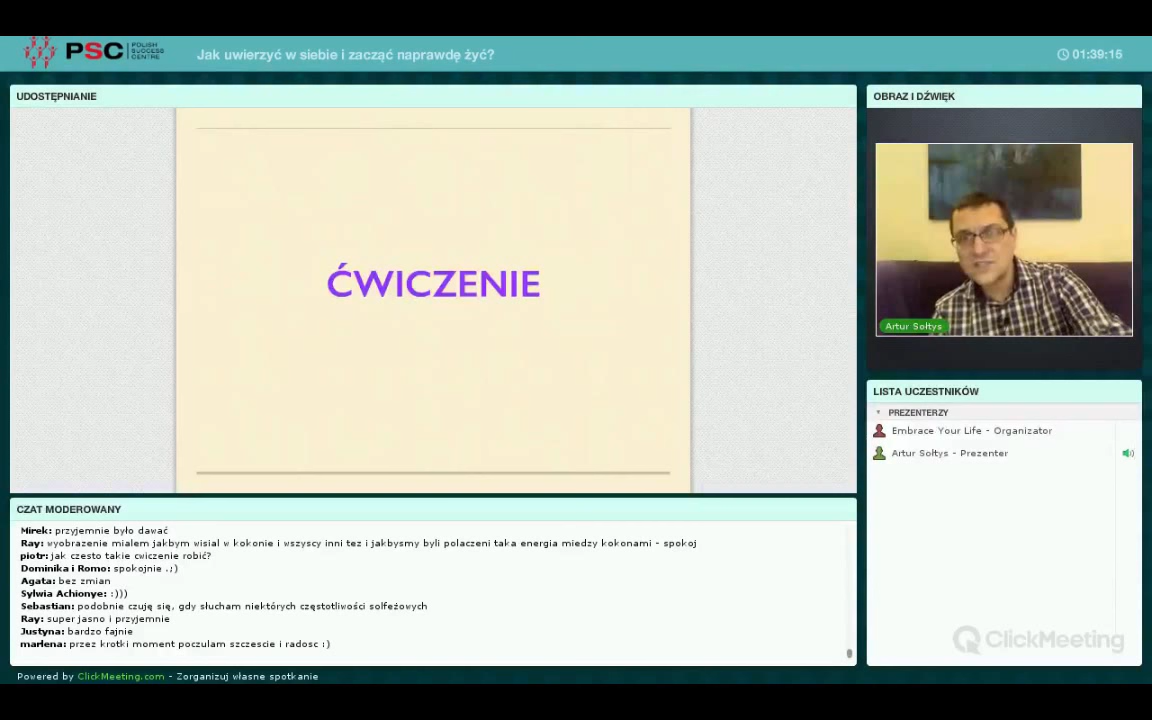 PSC POLISH SUCCESS CENTRE
Jak uwierzyć w siebie i zacząć naprawdę żyć?
01:39:15
UDOSTĘPNIANIE
ĆWICZENIE
OBRAZ I DŹWIĘK
Artur Sołtys
LISTA UCZESTNIKÓW
PREZENTERZY
Embrace Your Life - Organizator
Artur Sołtys - Prezenter
ClickMeeting
CZAT MODEROWANY
Mirek: przyjemnie było dawać
Ray: wyobrazenie mialem jakbym wisial w kokonie i wszyscy inni tez i jakbysmy byli polaczeni taka energia miedzy kokonami - spokoj
piotr: jak czesto takie cwiczenie robić?
Dominika i Romo: spokojnie .;)
Agata: bez zmian
Sylwia Achionye: :)))
Sebastian: podobnie czuję się, gdy słucham niektórych częstotliwości solfeżowych
Ray: super jasno i przyjemnie
Justyna: bardzo fajnie
marlena: przez krotki moment poczulam szczescie i radosc :)
Powered by ClickMeeting.com - Zorganizuj własne spotkanie